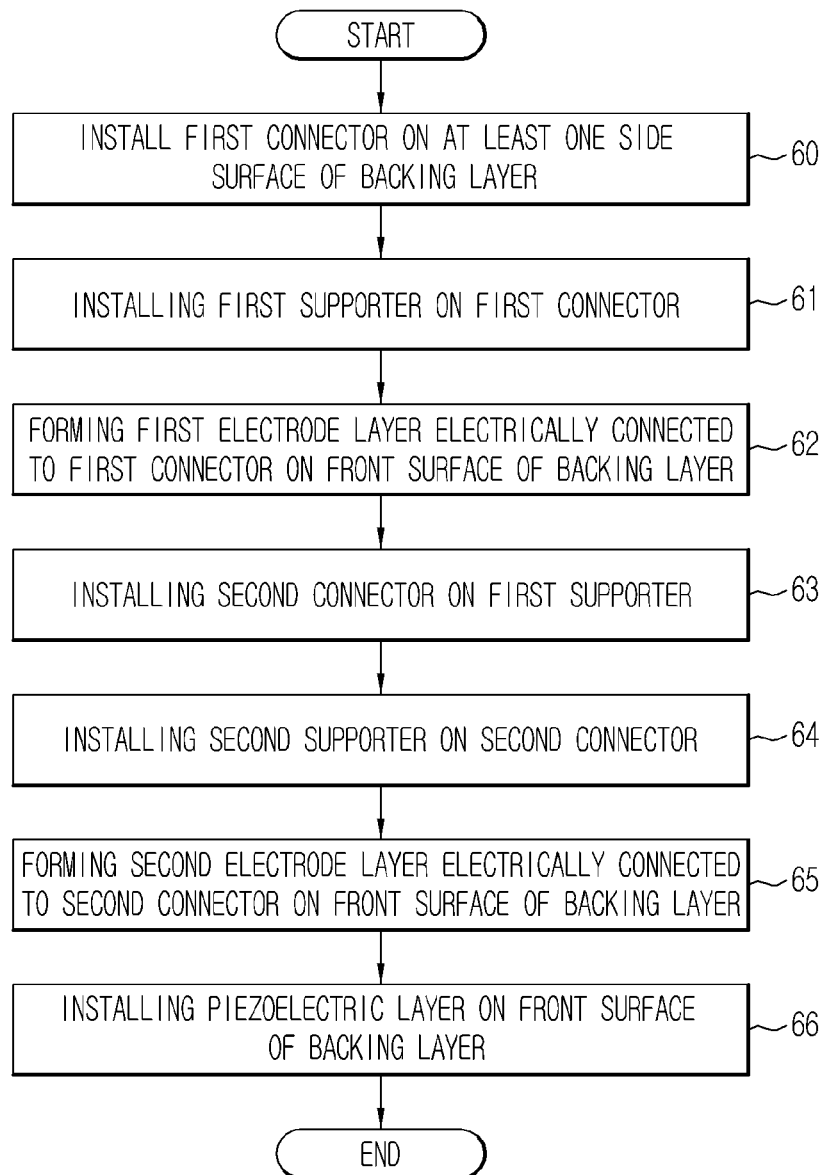 START
INSTALL FIRST CONNECTOR ON AT LEAST ONE SIDE
SURFACE OF BACKING LAYER
60
INSTALLING FIRST SUPPORTER ON FIRST CONNECTOR
61
FORMING FIRST ELECTRODE LAYER ELECTRICALLY CONNECTED
TO FIRST CONNECTOR ON FRONT SURFACE OF BACKING LAYER
62
INSTALLING SECOND CONNECTOR ON FIRST SUPPORTER
63
INSTALLING SECOND SUPPORTER ON SECOND CONNECTOR
64
FORMING SECOND ELECTRODE LAYER ELECTRICALLY CONNECTED
TO SECOND CONNECTOR ON FRONT SURFACE OF BACKING LAYER
65
INSTALLING PIEZOELECTRIC LAYER ON FRONT SURFACE
OF BACKING LAYER
66
END